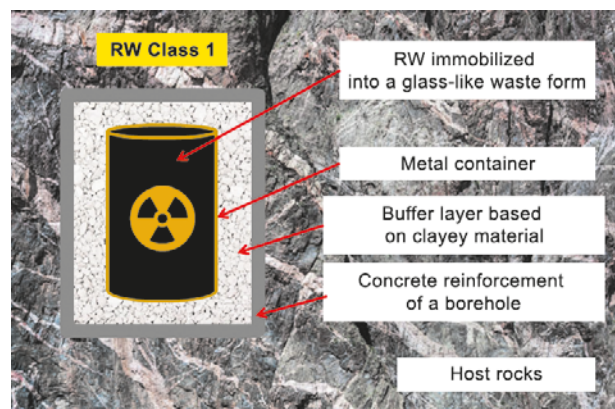 RW Class 1
RW immobilized
into a glass-like waste form
Metal container
Buffer layer based
on clayey material
Concrete reinforcement
of a borehole
Host rocks